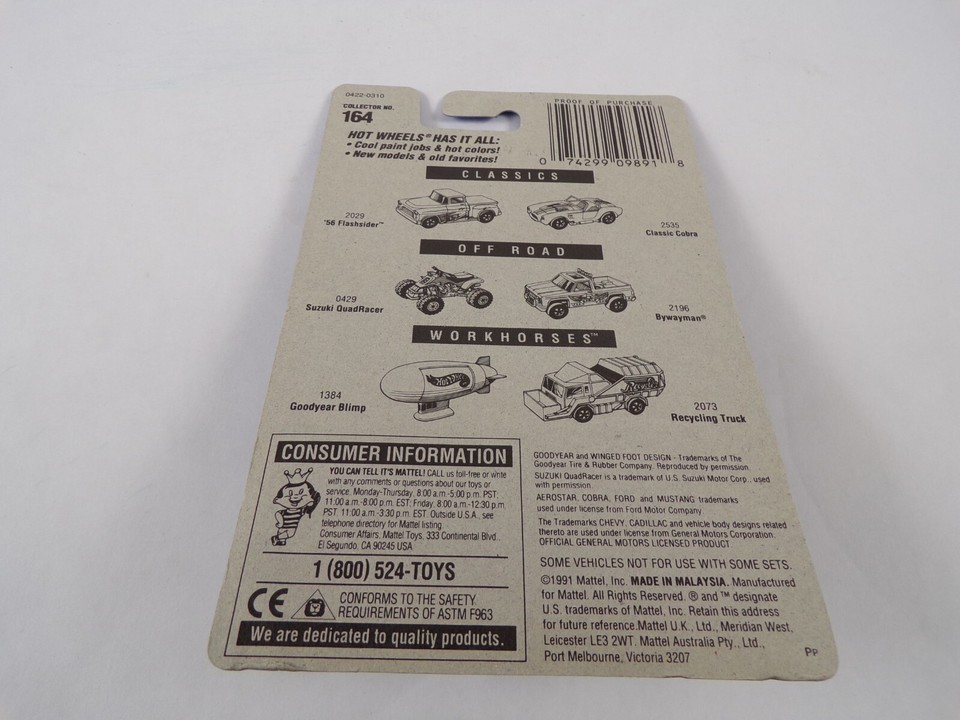 0422-0310
COLLECTOR NO.
164
HOT WHEELS® HAS IT ALL:
• Cool paint jobs & hot colors!
• New models & old favorites!
PROOF OF PURCHASE
0 74299 09891 8
CLASSICS
2029
'56 Flashsider™
2535
Classic Cobra
OFF ROAD
0429
Suzuki QuadRacer
2196
Bywayman®
WORKHORSES™
1384
Goodyear Blimp
2073
Recycling Truck
CONSUMER INFORMATION
YOU CAN TELL IT'S MATTEL! CALL us toll-free or write
with any comments or questions about our toys or
service. Monday-Thursday, 8:00 a.m.-5:00 p.m. PST;
11:00 a.m.-8:00 p.m. EST; Friday, 8:00 a.m.-12:30 p.m.
PST, 11:00 a.m.-3:30 p.m. EST. Outside U.S.A., see
telephone directory for Mattel listing.
Consumer Affairs, Mattel Toys, 333 Continental Blvd.,
El Segundo, CA 90245 USA
1 (800) 524-TOYS
CE
CONFORMS TO THE SAFETY
REQUIREMENTS OF ASTM F963
We are dedicated to quality products.
GOODYEAR and WINGED FOOT DESIGN - Trademarks of The
Goodyear Tire & Rubber Company. Reproduced by permission.
SUZUKI QuadRacer is a trademark of U.S. Suzuki Motor Corp., used
with permission.
AEROSTAR, COBRA, FORD and MUSTANG trademarks
used under license from Ford Motor Company
The Trademarks CHEVY, CADILLAC and vehicle body designs related
thereto are used under license from General Motors Corporation.
OFFICIAL GENERAL MOTORS LICENSED PRODUCT
SOME VEHICLES NOT FOR USE WITH SOME SETS.
©1991 Mattel, Inc. MADE IN MALAYSIA. Manufactured
for Mattel. All Rights Reserved. ® and ™ designate
U.S. trademarks of Mattel, Inc. Retain this address
for future reference.Mattel U.K., Ltd., Meridian West,
Leicester LE3 2WT. Mattel Australia Pty., Ltd.,
Port Melbourne, Victoria 3207
PP